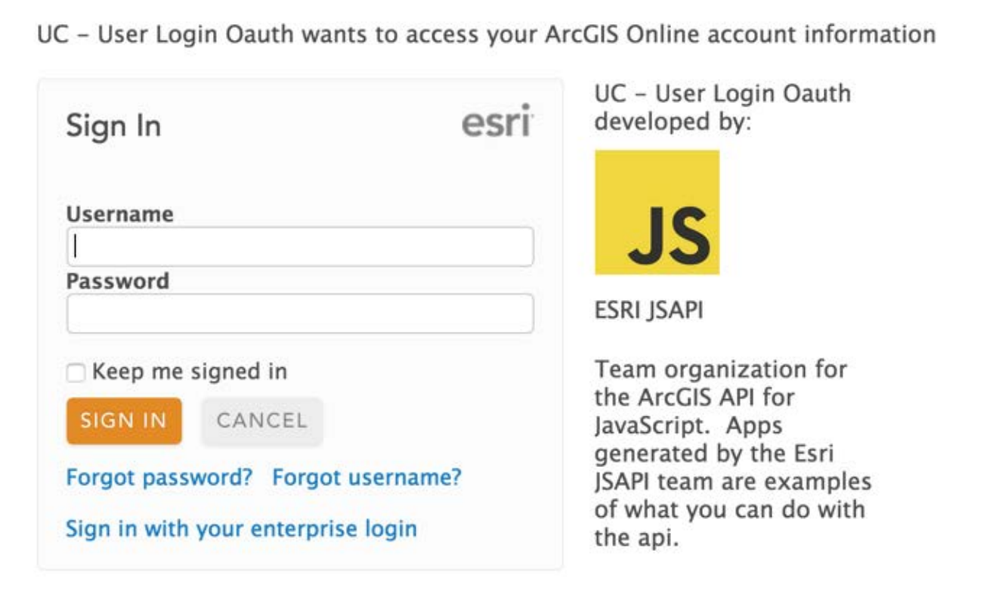 UC – User Login Oauth wants to access your ArcGIS Online account information
Sign In
esri
Username
Password
Keep me signed in
SIGN IN
CANCEL
Forgot password?
Forgot username?
Sign in with your enterprise login
UC – User Login Oauth
developed by:
JS
ESRI JSAPI
Team organization for
the ArcGIS API for
JavaScript.  Apps
generated by the Esri
JSAPI team are examples
of what you can do with
the api.